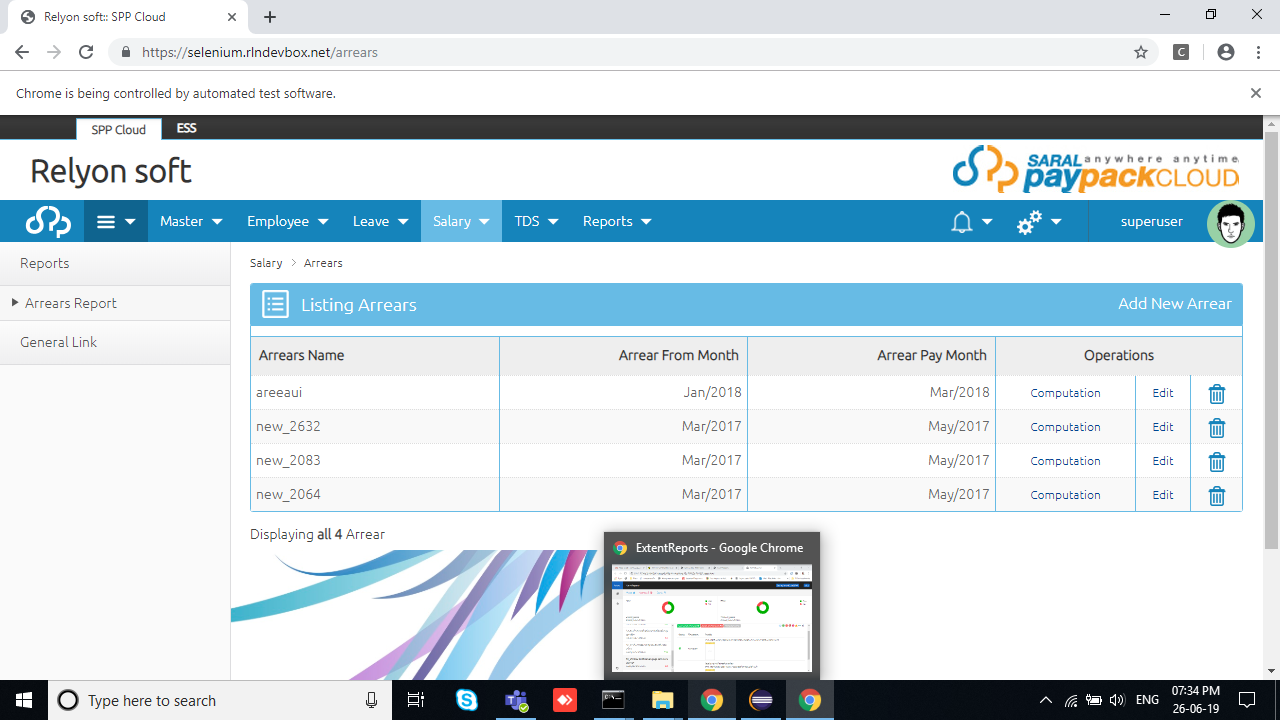 Relyon soft:: SPP Cloud
https://selenium.rlndevbox.net/arrears
C
Chrome is being controlled by automated test software.
SPP Cloud ESS
Relyon soft
SARAL anywhere anytime
paypackCLOUD
Master Employee Leave Salary TDS Reports superuser
Reports
Arrears Report
General Link
Salary > Arrears
Listing Arrears Add New Arrear
Arrears Name Arrear From Month Arrear Pay Month Operations
areeaui Jan/2018 Mar/2018 Computation Edit
new_2632 Mar/2017 May/2017 Computation Edit
new_2083 Mar/2017 May/2017 Computation Edit
new_2064 Mar/2017 May/2017 Computation Edit
Displaying all 4 Arrear
ExtentReports - Google Chrome
Type here to search
ENG
07:34 PM
26-06-19